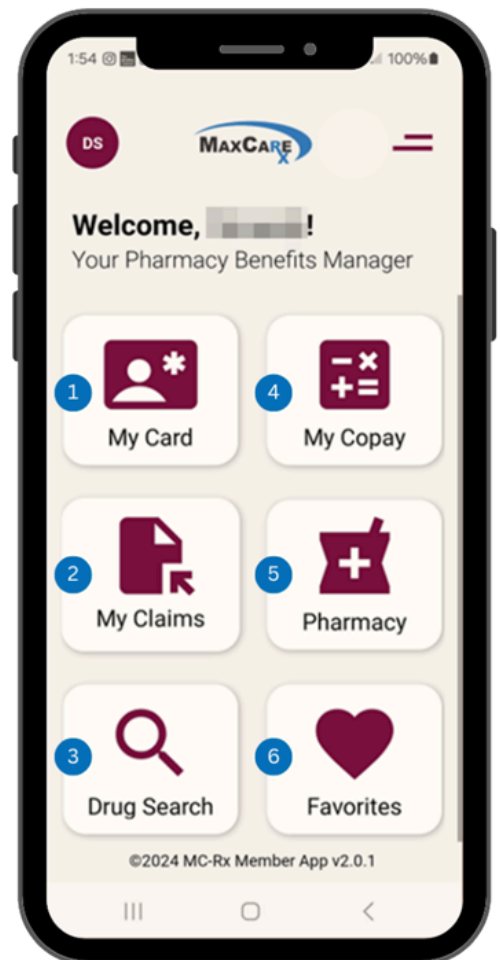 1:54
100%
DS
MAXCARE
Rx
Welcome, !
Your Pharmacy Benefits Manager
1
My Card
4
My Copay
2
My Claims
5
Pharmacy
3
Drug Search
6
Favorites
©2024 MC-Rx Member App v2.0.1